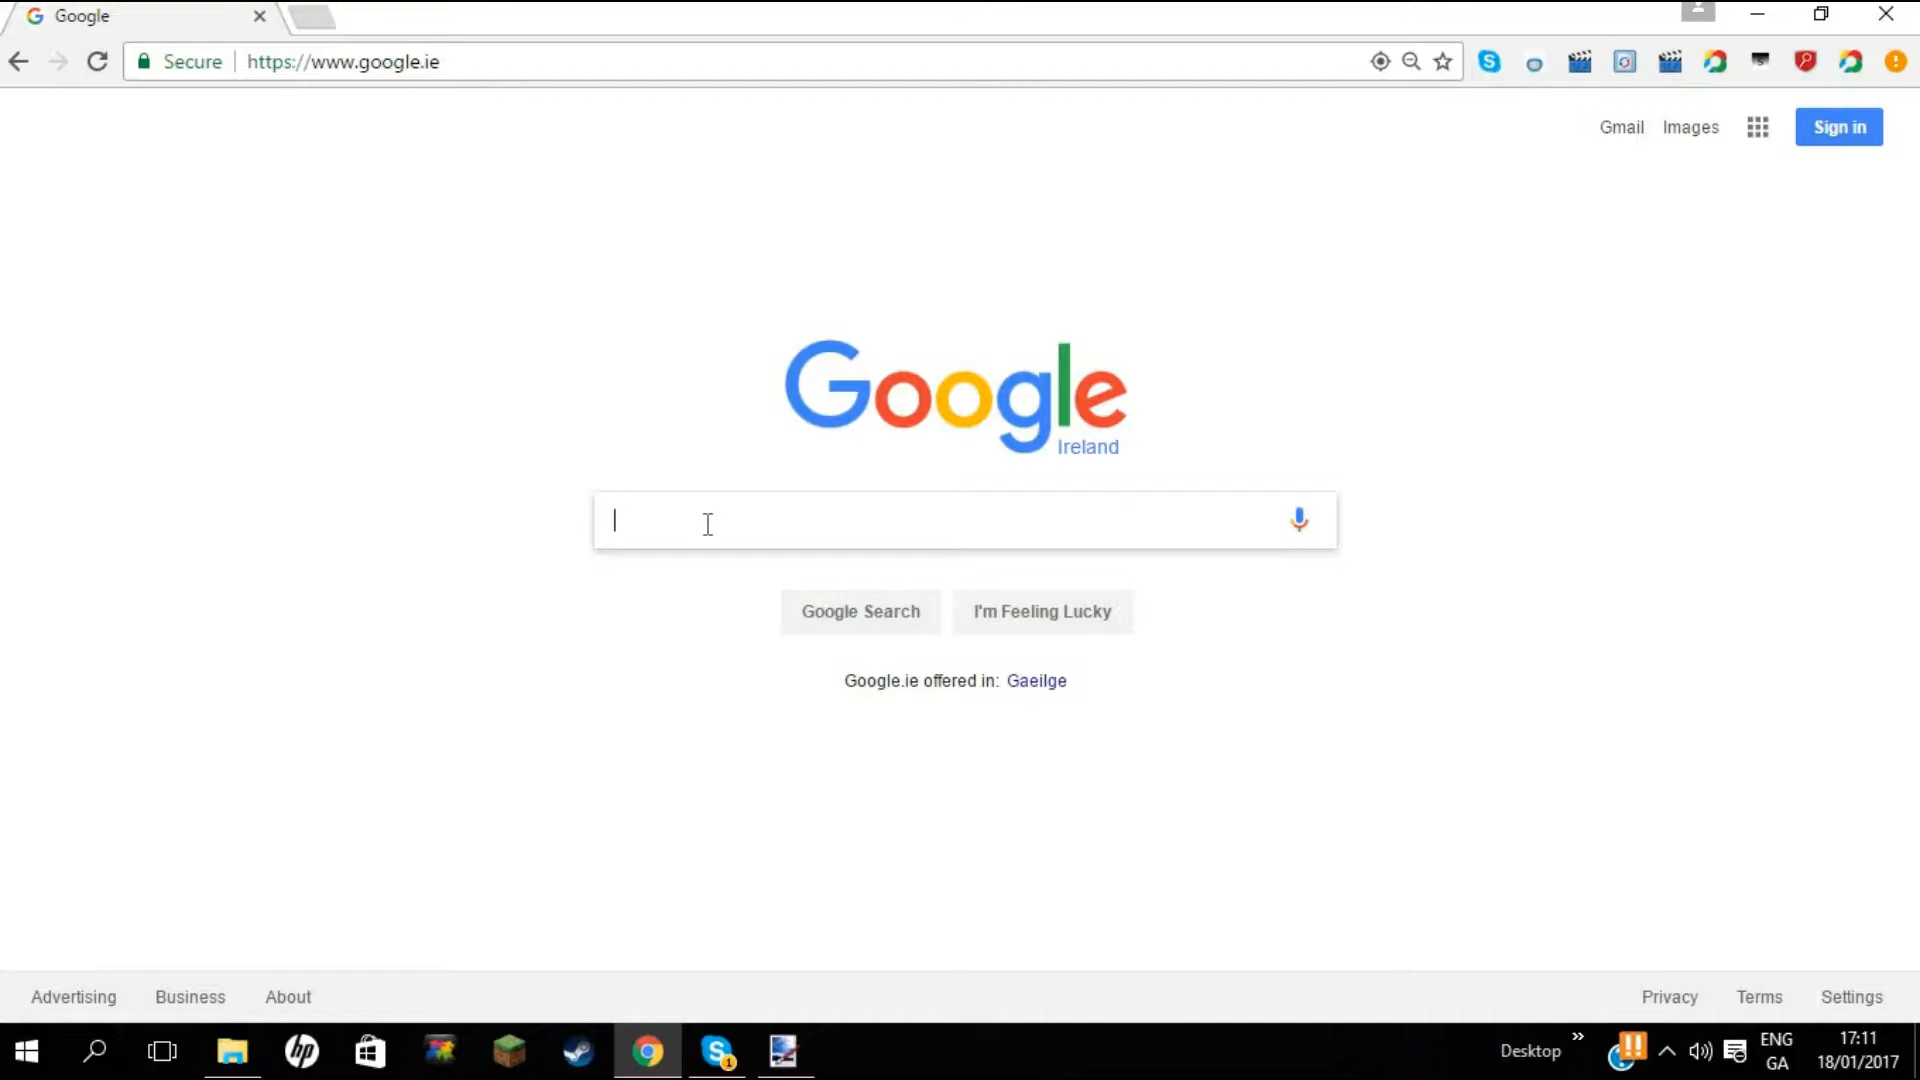 Google
Secure https://www.google.ie
Gmail Images Sign in
Google
Ireland
Google Search I'm Feeling Lucky
Google.ie offered in: Gaeilge
Advertising Business About Privacy Terms Settings
Desktop
ENG
GA
17:11
18/01/2017